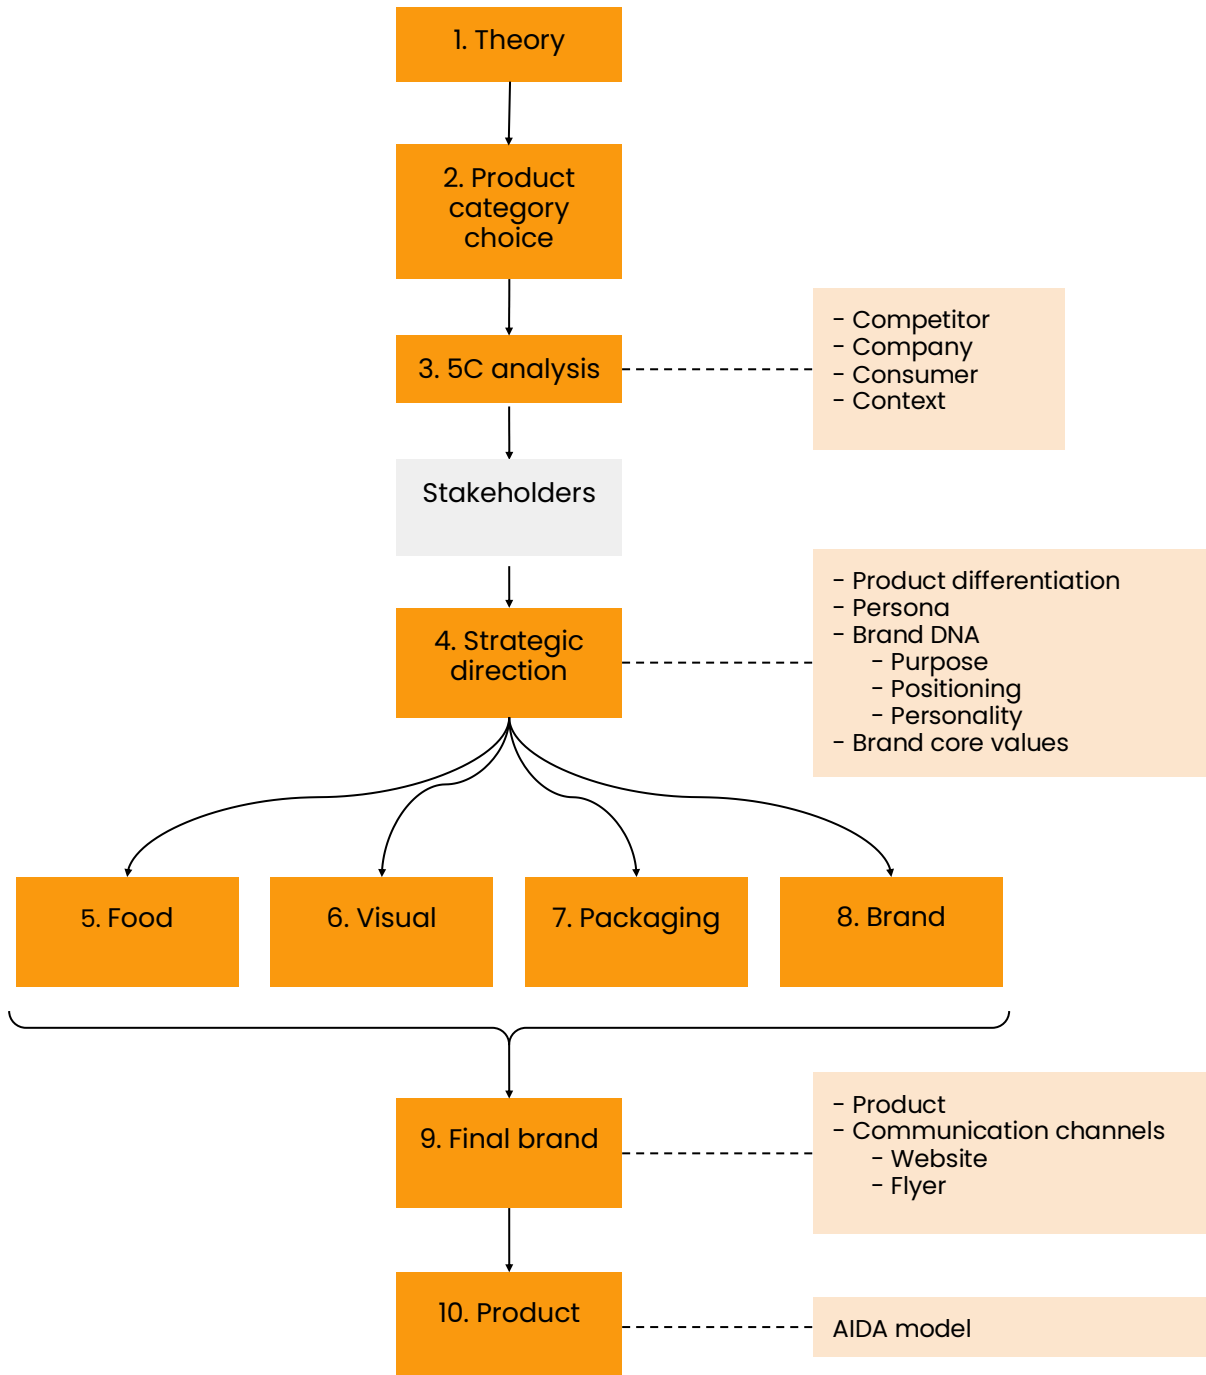 1. Theory
2. Product
category
choice
3. 5C analysis
- Competitor
- Company
- Consumer
- Context
Stakeholders
4. Strategic
direction
- Product differentiation
- Persona
- Brand DNA
- Purpose
- Positioning
- Personality
- Brand core values
5. Food
6. Visual
7. Packaging
8. Brand
9. Final brand
- Product
- Communication channels
- Website
- Flyer
10. Product
AIDA model